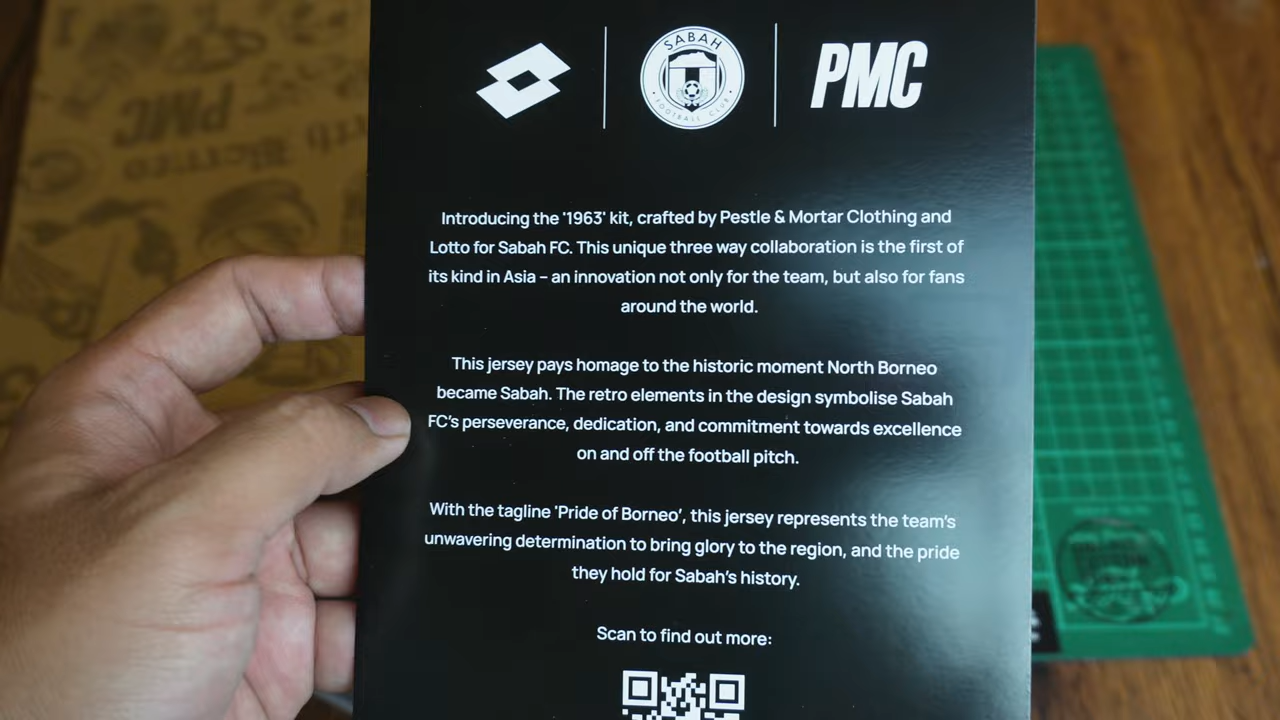 SABAH
FOOTBALL CLUB
PMC
Introducing the '1963' kit, crafted by Pestle & Mortar Clothing and
Lotto for Sabah FC. This unique three way collaboration is the first of
its kind in Asia – an innovation not only for the team, but also for fans
around the world.
This jersey pays homage to the historic moment North Borneo
became Sabah. The retro elements in the design symbolise Sabah
FC's perseverance, dedication, and commitment towards excellence
on and off the football pitch.
With the tagline 'Pride of Borneo', this jersey represents the team's
unwavering determination to bring glory to the region, and the pride
they hold for Sabah's history.
Scan to find out more:
PMC
Borneo